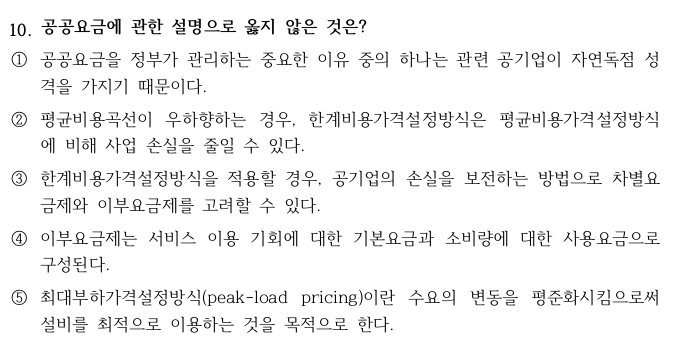 10. 공공요금에 관한 설명으로 옳지 않은 것은?
① 공공요금을 정부가 관리하는 중요한 이유 중의 하나는 관련 공기업이 자연독점 성
격을 가지기 때문이다.
② 평균비용곡선이 우하향하는 경우, 한계비용가격설정방식은 평균비용가격설정방식
에 비해 사업 손실을 줄일 수 있다.
③ 한계비용가격설정방식을 적용할 경우, 공기업의 손실을 보전하는 방법으로 차별요
금제와 이부요금제를 고려할 수 있다.
④ 이부요금제는 서비스 이용 기회에 대한 기본요금과 소비량에 대한 사용요금으로
구성된다.
⑤ 최대부하가격설정방식(peak-load pricing)이란 수요의 변동을 평준화시킴으로써
설비를 최적으로 이용하는 것을 목적으로 한다.